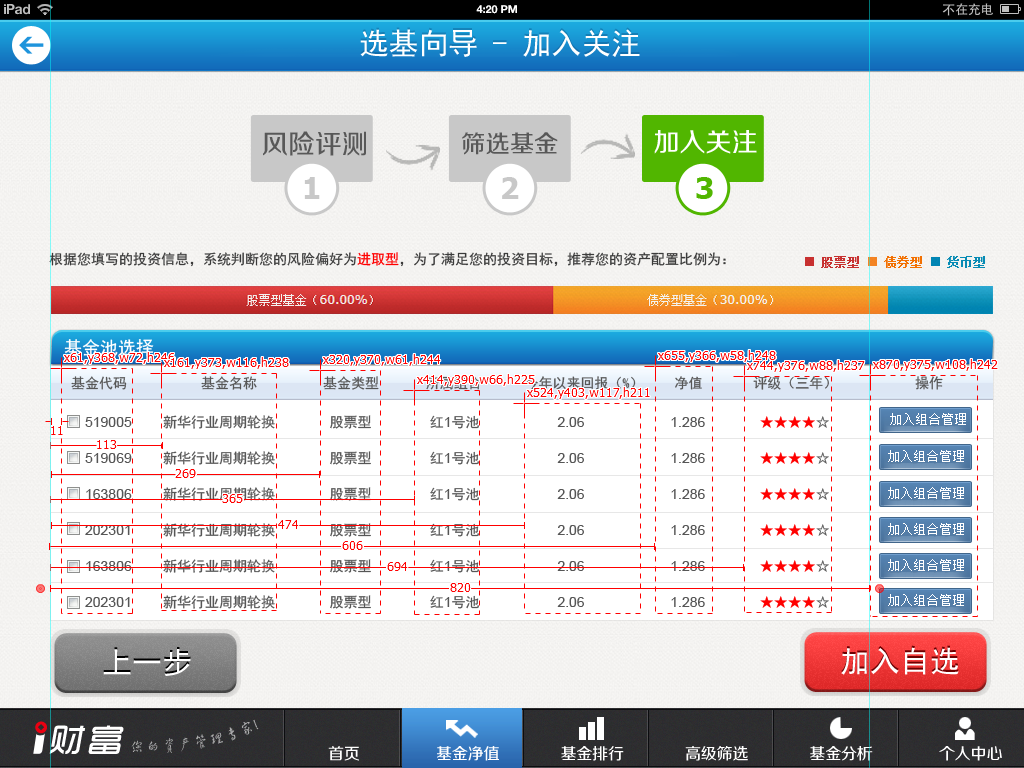 iPad 4:20 PM 不在充电
选基向导 - 加入关注
风险评测 筛选基金 加入关注
1 2 3
根据您填写的投资信息，系统判断您的风险偏好为进取型，为了满足您的投资目标，推荐您的资产配置比例为：
股票型 债券型 货币型
股票型基金（60.00%） 债券型基金（30.00%）
基金池选择
x61,y368,w72,h246 x161,y373,w116,h238 x320,y370,w61,h244 x655,y366,w58,h248 x744,y376,w88,h237 x870,y375,w108,h242
x414,y390,w66,h225 x524,y403,w117,h211
基金代码 基金名称 基金类型 年以来回报（%） 净值 评级（三年） 操作
519005 新华行业周期轮换 股票型 红1号池 2.06 1.286 ★★★★☆ 加入组合管理
11
113
519069 新华行业周期轮换 股票型 红1号池 2.06 1.286 ★★★★☆ 加入组合管理
269
163806 新华行业周期轮换 股票型 红1号池 2.06 1.286 ★★★★☆ 加入组合管理
365
474
202301 新华行业周期轮换 股票型 红1号池 2.06 1.286 ★★★★☆ 加入组合管理
606
163806 新华行业周期轮换 股票型 红1号池 2.06 1.286 ★★★★☆ 加入组合管理
694
820
202301 新华行业周期轮换 股票型 红1号池 2.06 1.286 ★★★★☆ 加入组合管理
上一步 加入自选
i财富 您的资产管理专家!
首页 基金净值 基金排行 高级筛选 基金分析 个人中心